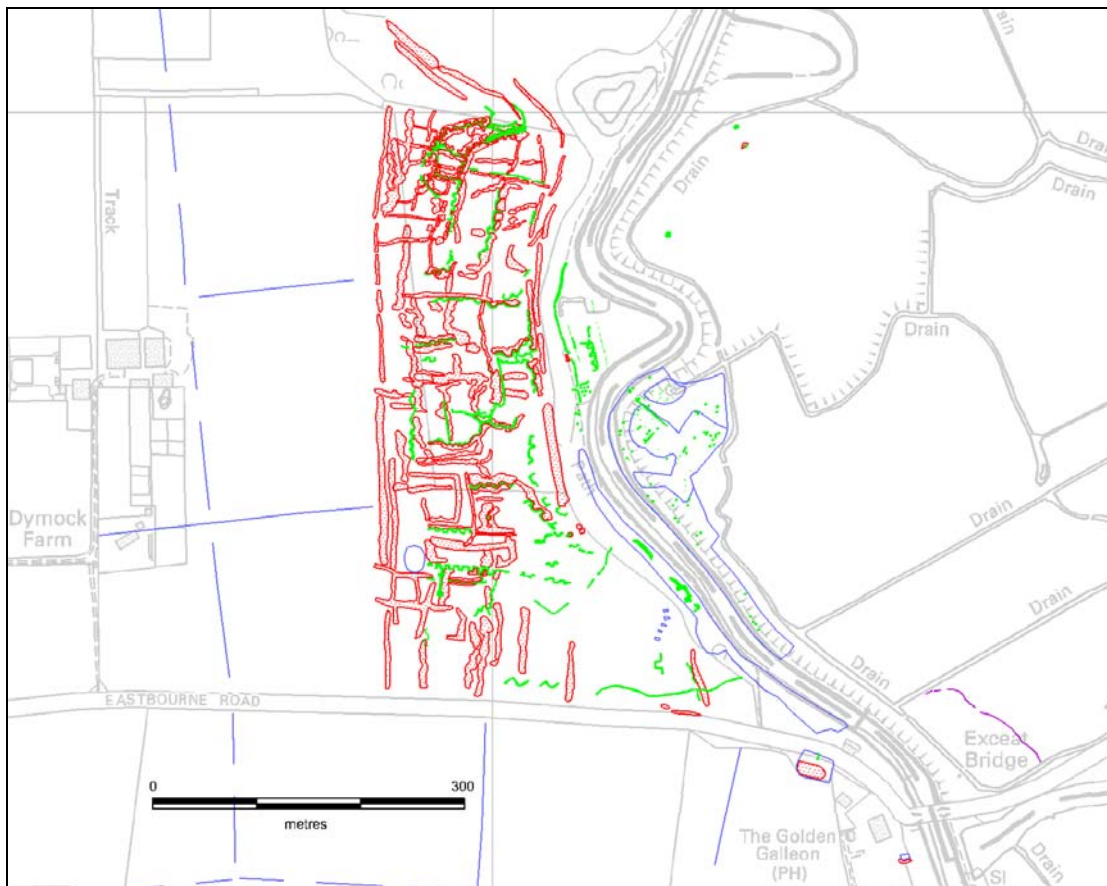 Drain
Drain
Drain
Track
Drain
Dymock
Farm
Path
Drain
Drain
Drain
EASTBOURNE ROAD
Exceat
Bridge
0 300
metres
The Golden
Galleon
(PH)
Sl
Drain